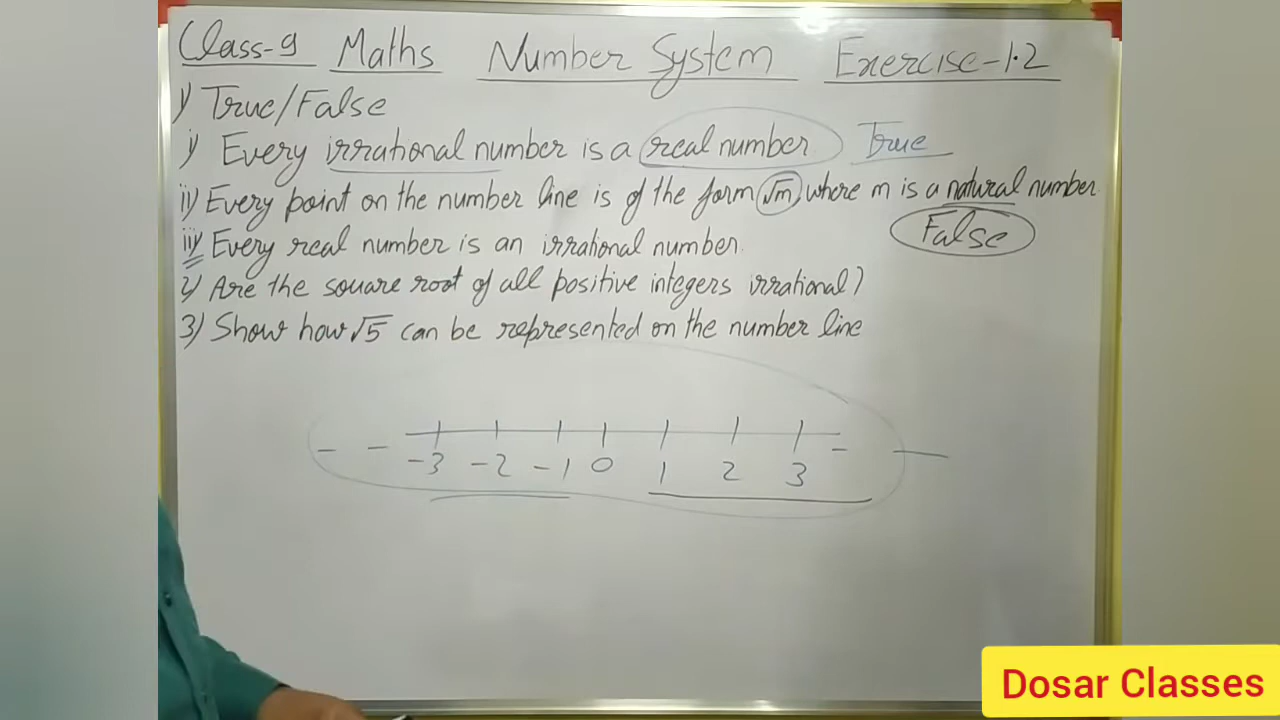 Class-9 Maths Number System Exercise-1.2
1) True/False
i) Every irrational number is a real number True
ii) Every point on the number line is of the form √m, where m is a natural number
False
iii) Every real number is an irrational number.
2) Are the square root of all positive integers irrational?
3) Show how √5 can be represented on the number line
-3 -2 -1 0 1 2 3
Dosar Classes